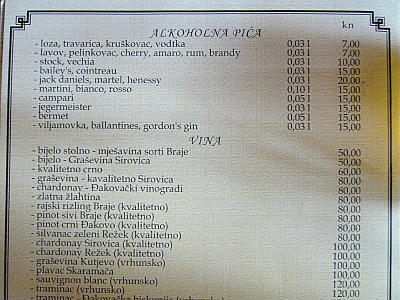 kn
ALKOHOLNA PIĆA
- loza, travarica, kruškovac, vodtka 0,03 l 7,00
- lavov, pelinkovac, cherry, amaro, rum, brandy 0,03 l 7,00
- stock, vechia 0,03 l 10,00
- bailey's, cointreau 0,03 l 15,00
- jack daniels, martel, henessy 0,03 l 20,00
- martini, bianco, rosso 0,10 l 15,00
- campari 0,05 l 15,00
- jegermeister 0,03 l 15,00
- bermet 0,05 l 15,00
- viljamovka, ballantines, gordon's gin 0,03 l 15,00
VINA
- bijelo stolno - mješavina sorti Braje 50,00
- bijelo - Graševina Sirovica 50,00
- kvalitetno crno 60,00
- graševina - kavalitetno Sirovica 80,00
- chardonay - Đakovački vinogradi 80,00
- zlatna žlahtina 80,00
- rajski rizling Braje (kvalitetno) 80,00
- pinot sivi Braje (kvalitetno) 80,00
- pinot crni Đakovo (kvalitetno) 80,00
- silvanac zeleni Režek (kvalitetno) 80,00
- chardonay Sirovica (kvalitetno) 100,00
- chardonay Režek (kvalitetno) 100,00
- graševina Kutjevo (vrhunsko) 100,00
- plavac Skaramača 100,00
- sauvignon blanc (vrhunsko) 120,00
- traminac (vrhunsko) 120,00
- traminac - Đakovačka biskupija (vrhunsko)